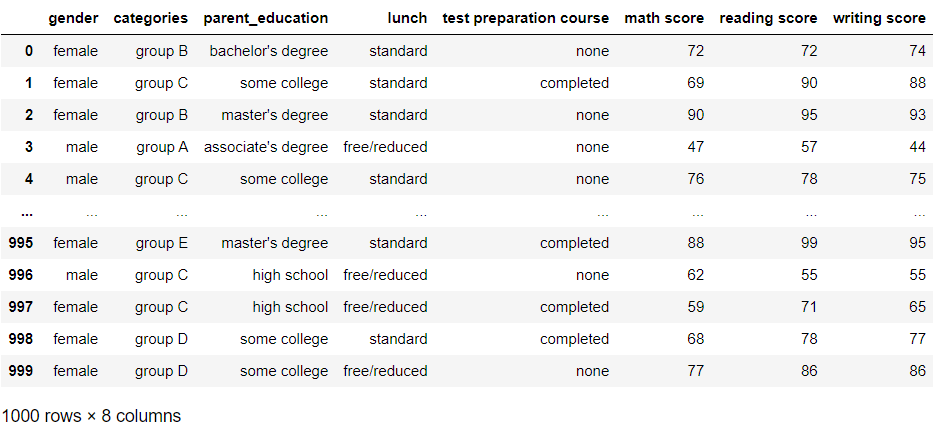 gender categories parent_education lunch test preparation course math score reading score writing score
0 female group B bachelor's degree standard none 72 72 74
1 female group C some college standard completed 69 90 88
2 female group B master's degree standard none 90 95 93
3 male group A associate's degree free/reduced none 47 57 44
4 male group C some college standard none 76 78 75
... ... ... ... ... ... ... ... ...
995 female group E master's degree standard completed 88 99 95
996 male group C high school free/reduced none 62 55 55
997 female group C high school free/reduced completed 59 71 65
998 female group D some college standard completed 68 78 77
999 female group D some college free/reduced none 77 86 86
1000 rows × 8 columns